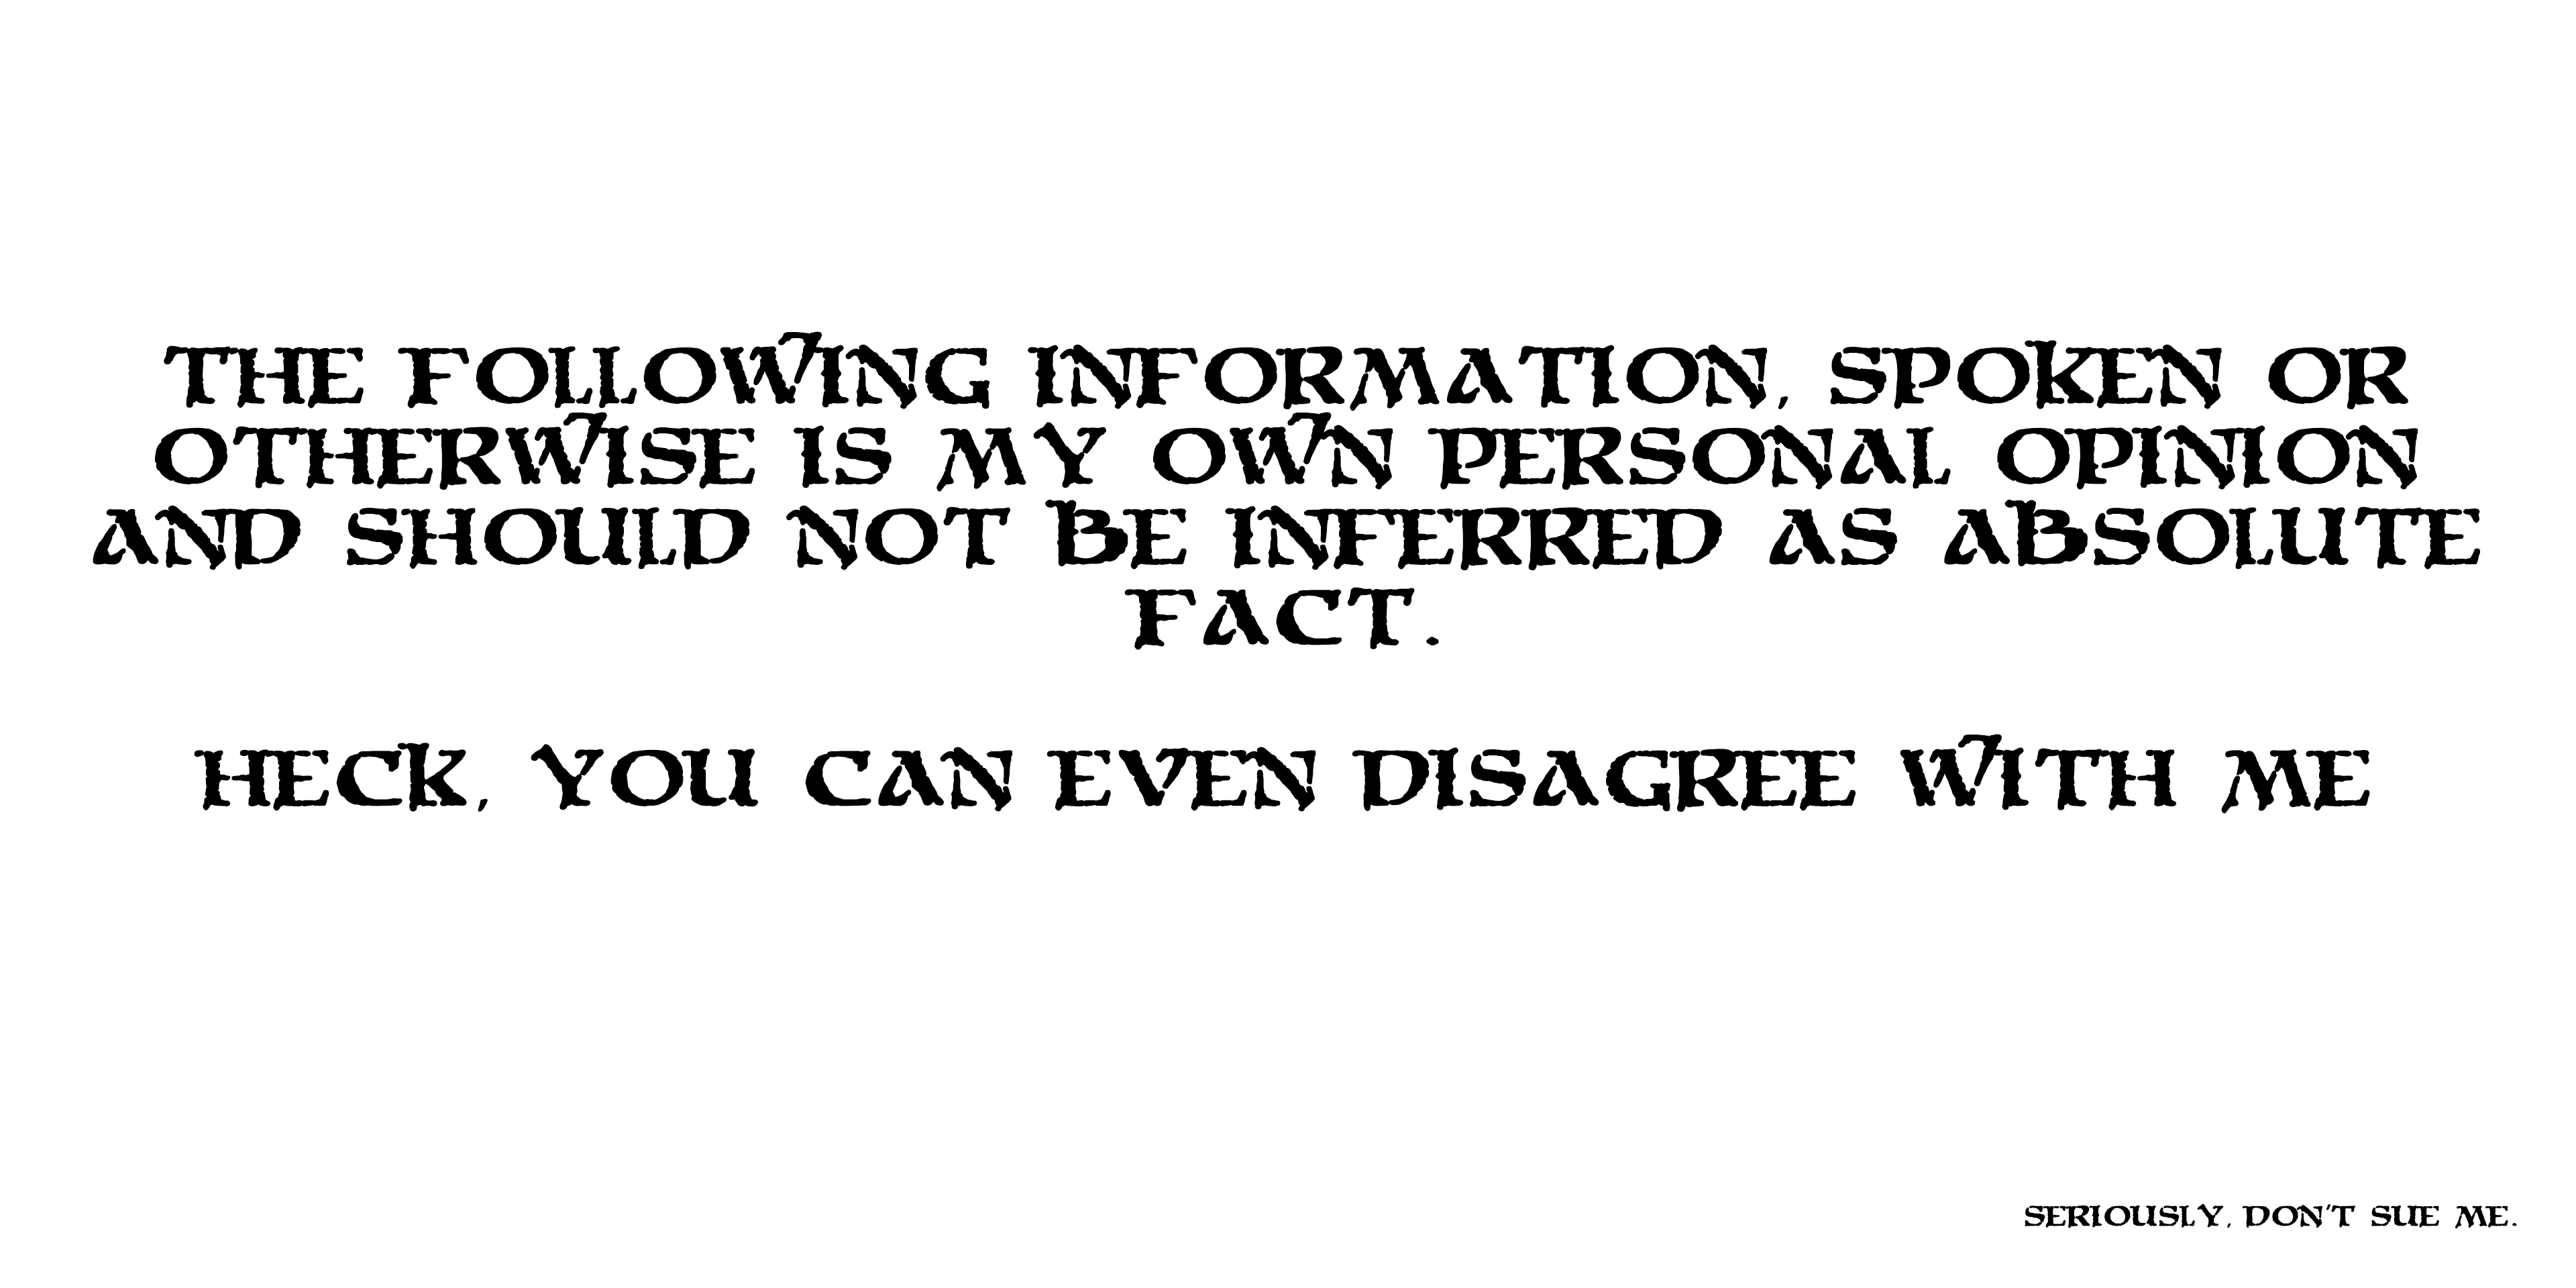 THE FOLLOWING INFORMATION, SPOKEN OR
OTHERWISE IS MY OWN PERSONAL OPINION
AND SHOULD NOT BE INFERRED AS ABSOLUTE
FACT.
HECK, YOU CAN EVEN DISAGREE WITH ME
SERIOUSLY, DON'T SUE ME.